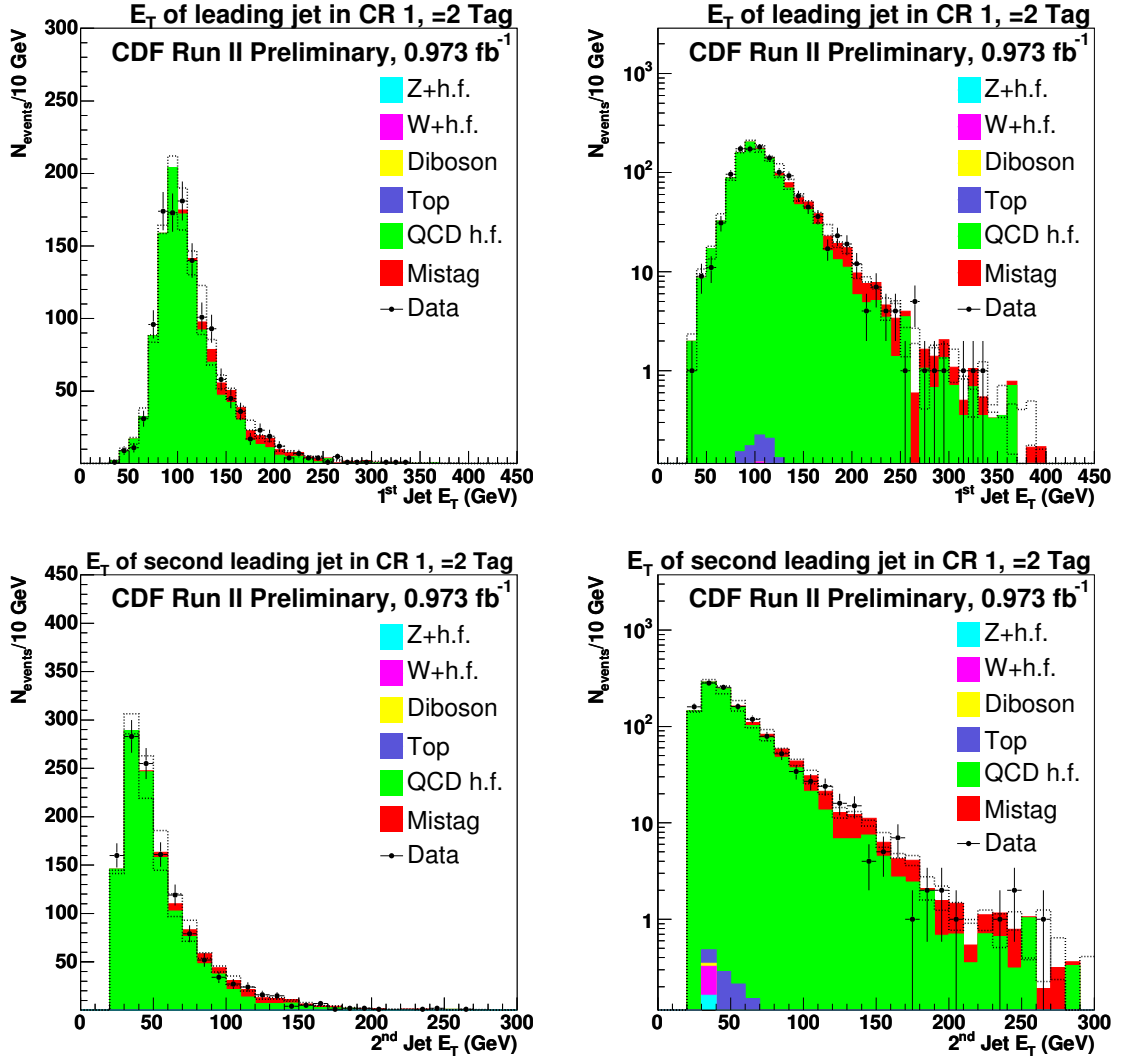 E_T of leading jet in CR 1, =2 Tag
N_events/10 GeV
300
250
200
150
100
50
CDF Run II Preliminary, 0.973 fb^-1
Z+h.f.
W+h.f.
Diboson
Top
QCD h.f.
Mistag
Data
0 50 100 150 200 250 300 350 400 450
1^st Jet E_T (GeV)
E_T of leading jet in CR 1, =2 Tag
N_events/10 GeV
10^3
10^2
10
1
CDF Run II Preliminary, 0.973 fb^-1
Z+h.f.
W+h.f.
Diboson
Top
QCD h.f.
Mistag
Data
0 50 100 150 200 250 300 350 400 450
1^st Jet E_T (GeV)
E_T of second leading jet in CR 1, =2 Tag
N_events/10 GeV
450
400
350
300
250
200
150
100
50
CDF Run II Preliminary, 0.973 fb^-1
Z+h.f.
W+h.f.
Diboson
Top
QCD h.f.
Mistag
Data
0 50 100 150 200 250 300
2^nd Jet E_T (GeV)
E_T of second leading jet in CR 1, =2 Tag
N_events/10 GeV
10^3
10^2
10
1
CDF Run II Preliminary, 0.973 fb^-1
Z+h.f.
W+h.f.
Diboson
Top
QCD h.f.
Mistag
Data
0 50 100 150 200 250 300
2^nd Jet E_T (GeV)